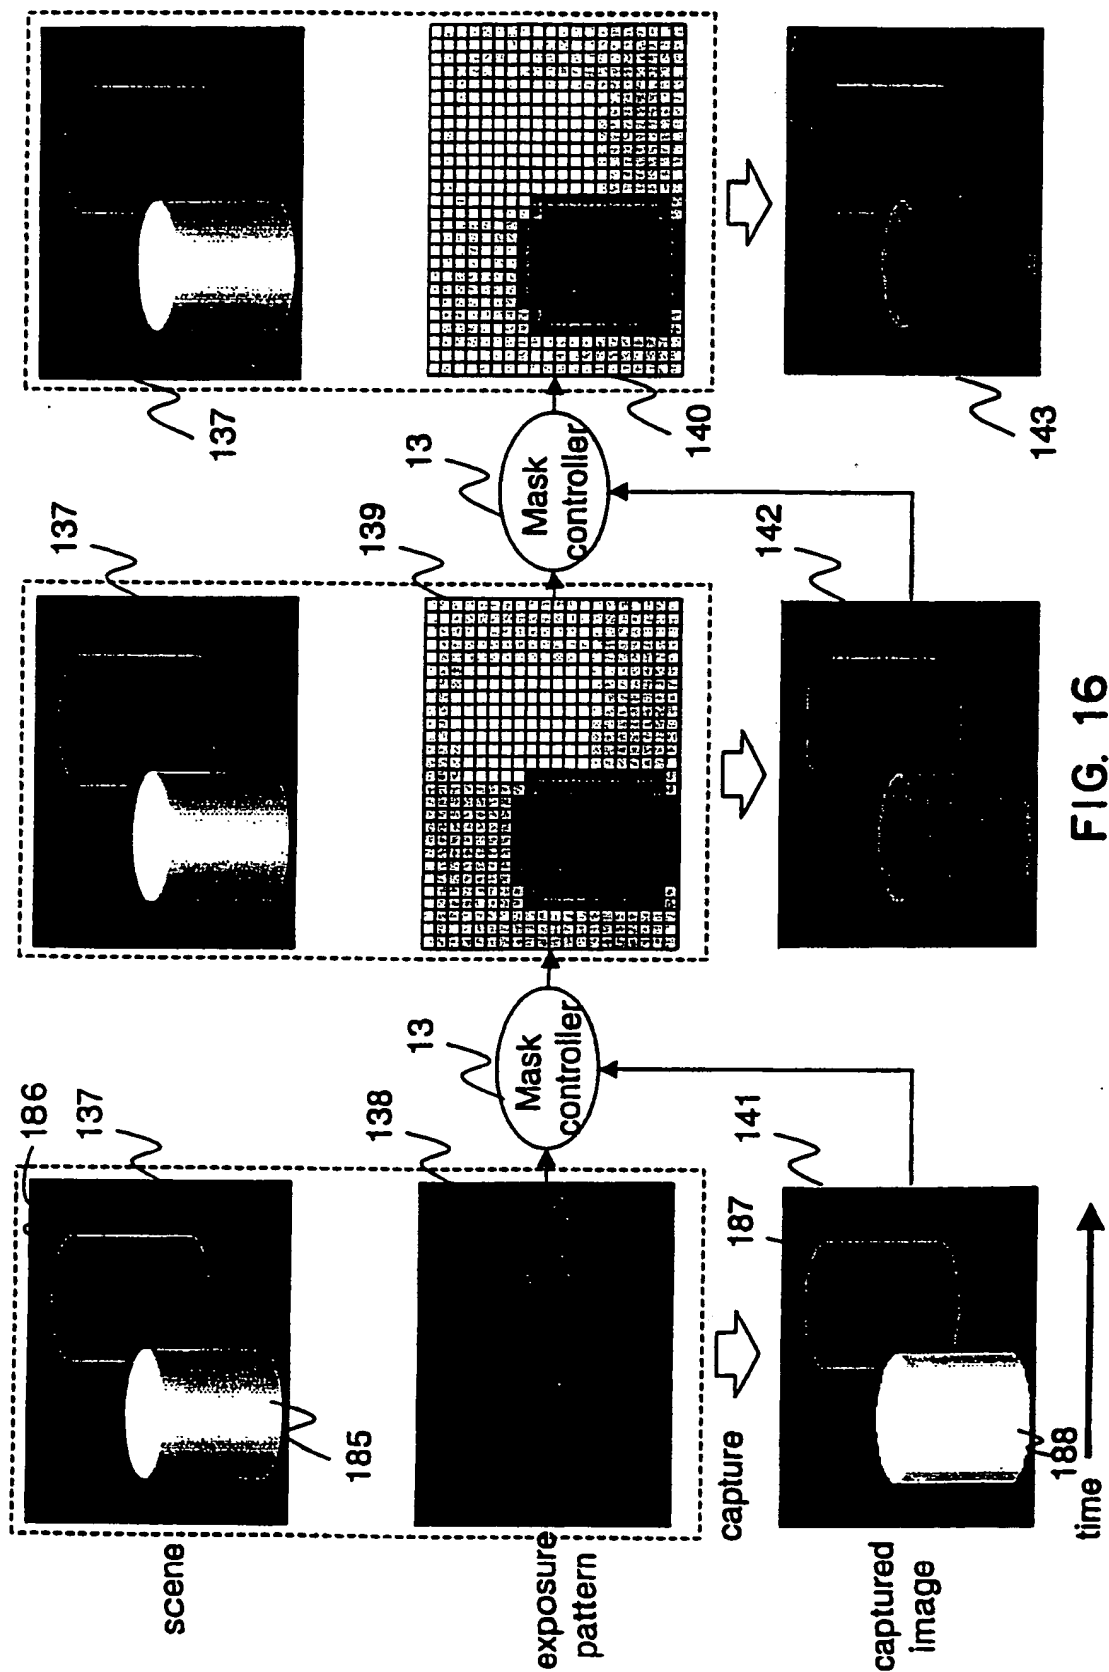 186
137
137
137
scene
185
138
139
140
13
Mask
controller
13
Mask
controller
exposure
pattern
capture
187
141
142
143
188
captured
image
time
FIG. 16